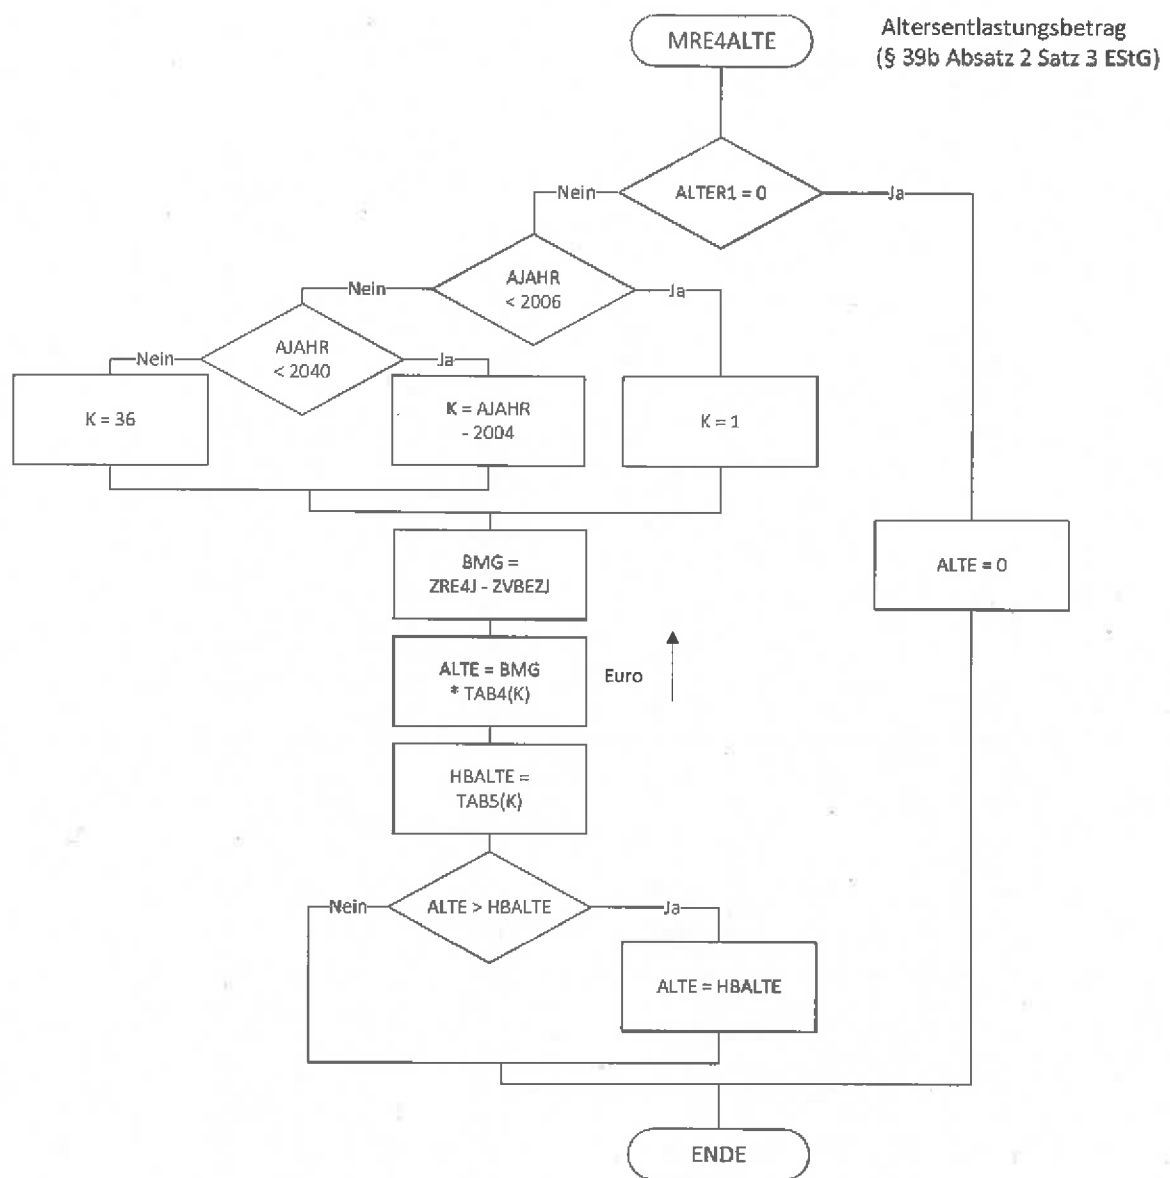 MRE4ALTE
Altersentlastungsbetrag
(§ 39b Absatz 2 Satz 3 EStG)
ALTER1 = 0
Nein
Ja
AJAHR
< 2006
Nein
Ja
AJAHR
< 2040
Nein
Ja
K = 36
K = AJAHR
- 2004
K = 1
BMG =
ZRE4J - ZVBEZJ
ALTE = 0
ALTE = BMG
* TAB4(K)
Euro
HBALTE =
TAB5(K)
ALTE > HBALTE
Nein
Ja
ALTE = HBALTE
ENDE